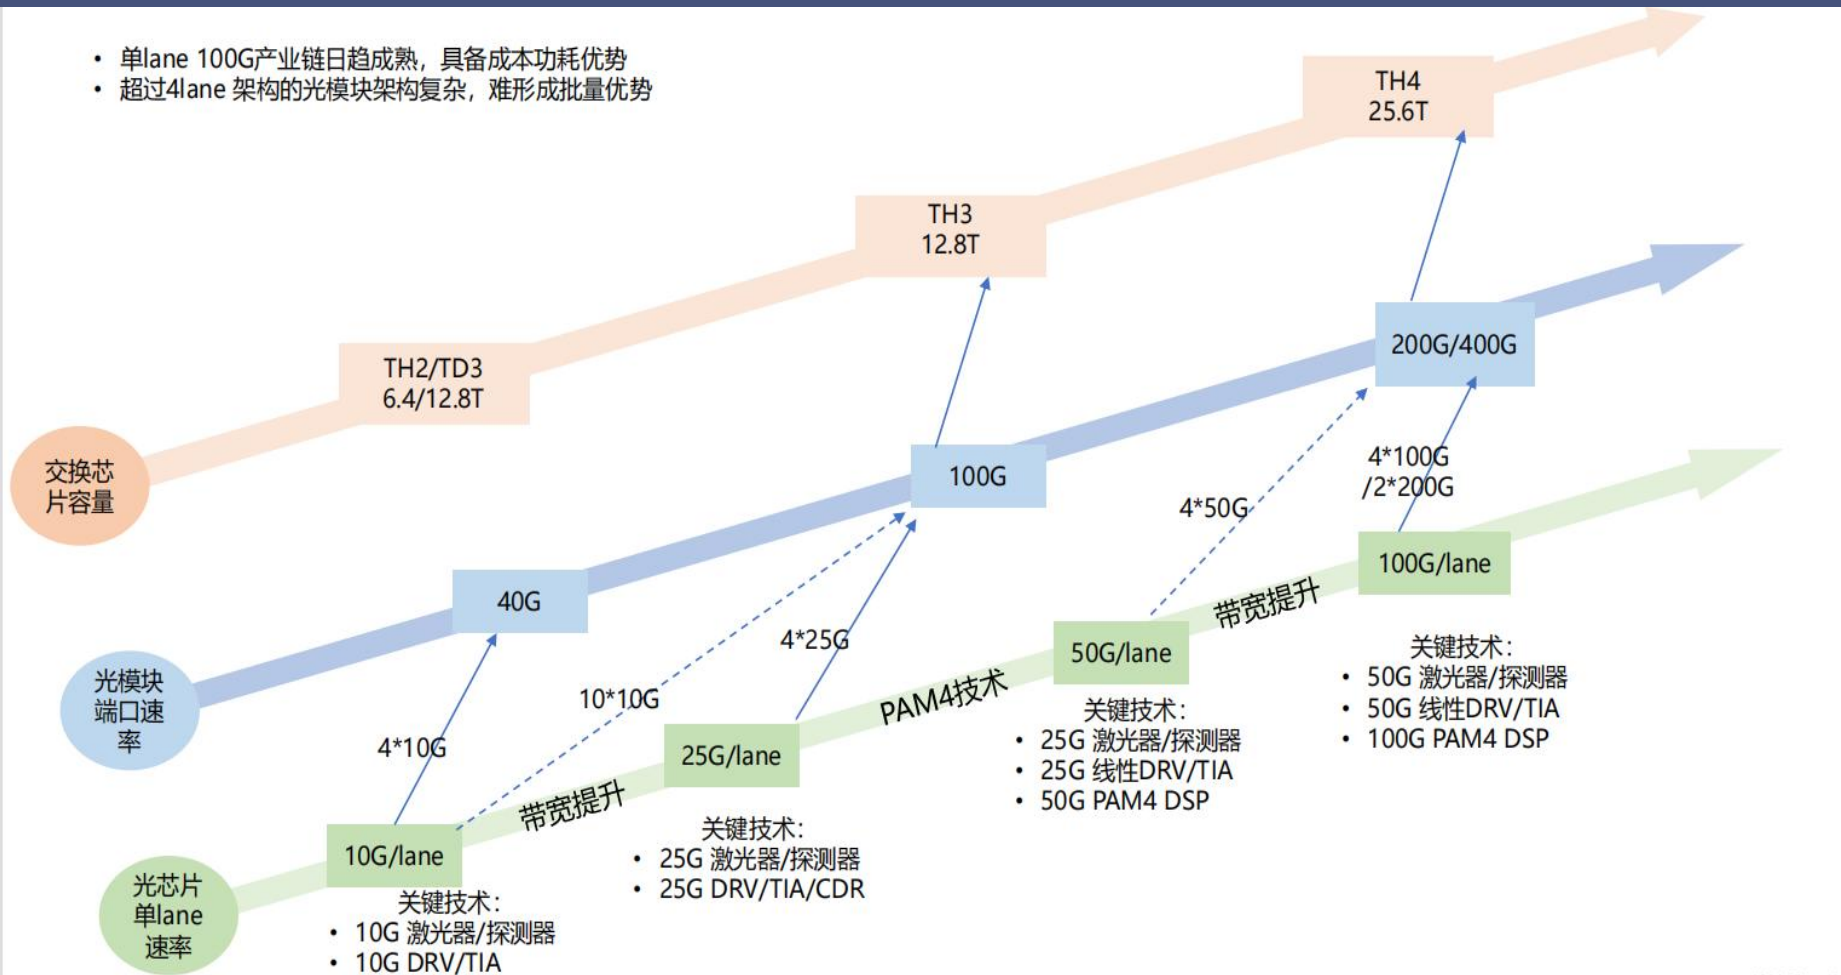 • 单lane 100G产业链日趋成熟，具备成本功耗优势
• 超过4lane 架构的光模块架构复杂，难形成批量优势
TH4
25.6T
TH3
12.8T
TH2/TD3
6.4/12.8T
交换芯
片容量
200G/400G
100G
40G
光模块
端口速
率
4*100G
/2*200G
4*50G
4*25G
10*10G
4*10G
100G/lane
带宽提升
50G/lane
PAM4技术
25G/lane
带宽提升
10G/lane
光芯片
单lane
速率
关键技术：
• 50G 激光器/探测器
• 50G 线性DRV/TIA
• 100G PAM4 DSP
关键技术：
• 25G 激光器/探测器
• 25G 线性DRV/TIA
• 50G PAM4 DSP
关键技术：
• 25G 激光器/探测器
• 25G DRV/TIA/CDR
关键技术：
• 10G 激光器/探测器
• 10G DRV/TIA